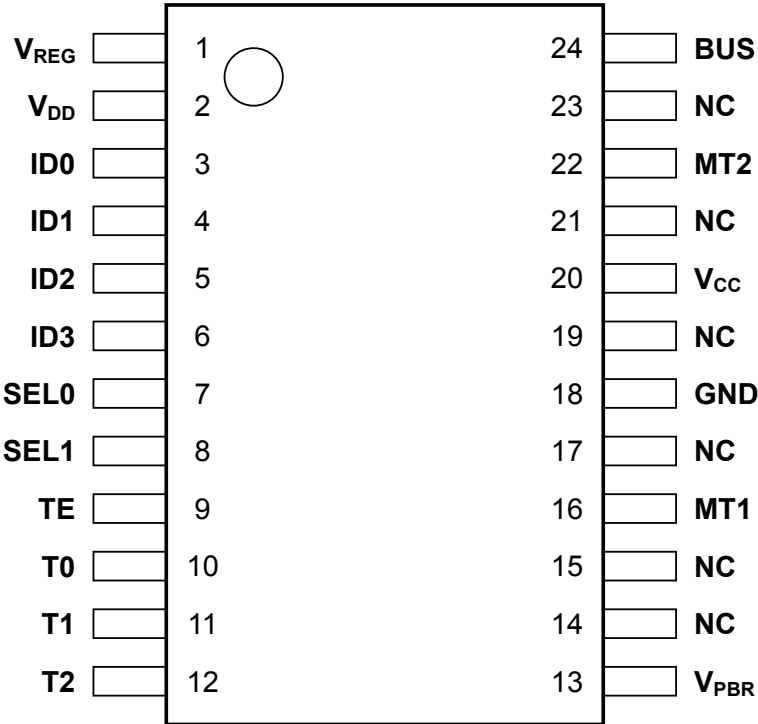 VREG 1 24 BUS
VDD 2 23 NC
ID0 3 22 MT2
ID1 4 21 NC
ID2 5 20 VCC
ID3 6 19 NC
SEL0 7 18 GND
SEL1 8 17 NC
TE 9 16 MT1
T0 10 15 NC
T1 11 14 NC
T2 12 13 VPBR